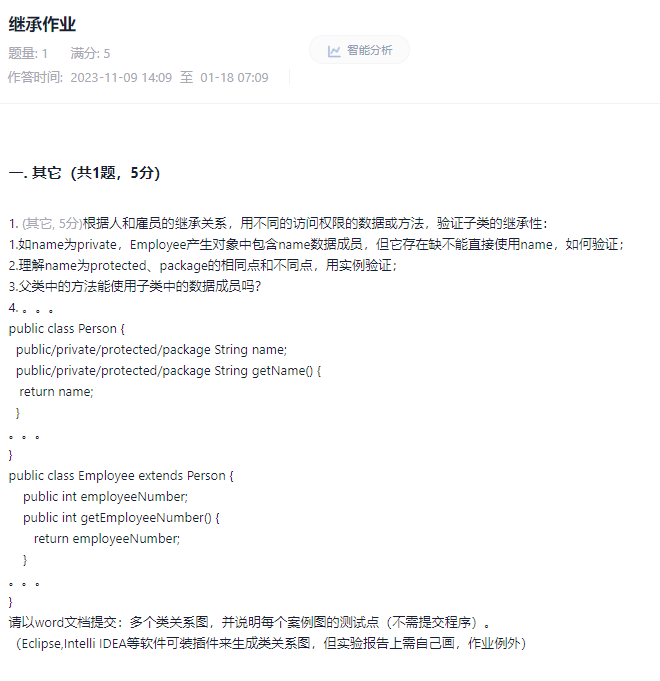 继承作业
题量: 1 满分: 5
智能分析
作答时间: 2023-11-09 14:09 至 01-18 07:09
一. 其它（共1题，5分）
1. (其它, 5分)根据人和雇员的继承关系，用不同的访问权限的数据或方法，验证子类的继承性：
1.如name为private，Employee产生对象中包含name数据成员，但它存在缺不能直接使用name，如何验证；
2.理解name为protected、package的相同点和不同点，用实例验证；
3.父类中的方法能使用子类中的数据成员吗？
4. 。。。
public class Person {
public/private/protected/package String name;
public/private/protected/package String getName() {
return name;
}
。。。
}
public class Employee extends Person {
public int employeeNumber;
public int getEmployeeNumber() {
return employeeNumber;
}
。。。
}
请以word文档提交：多个类关系图，并说明每个案例图的测试点（不需提交程序）。
（Eclipse,Intelli IDEA等软件可装插件来生成类关系图，但实验报告上需自己画，作业例外）